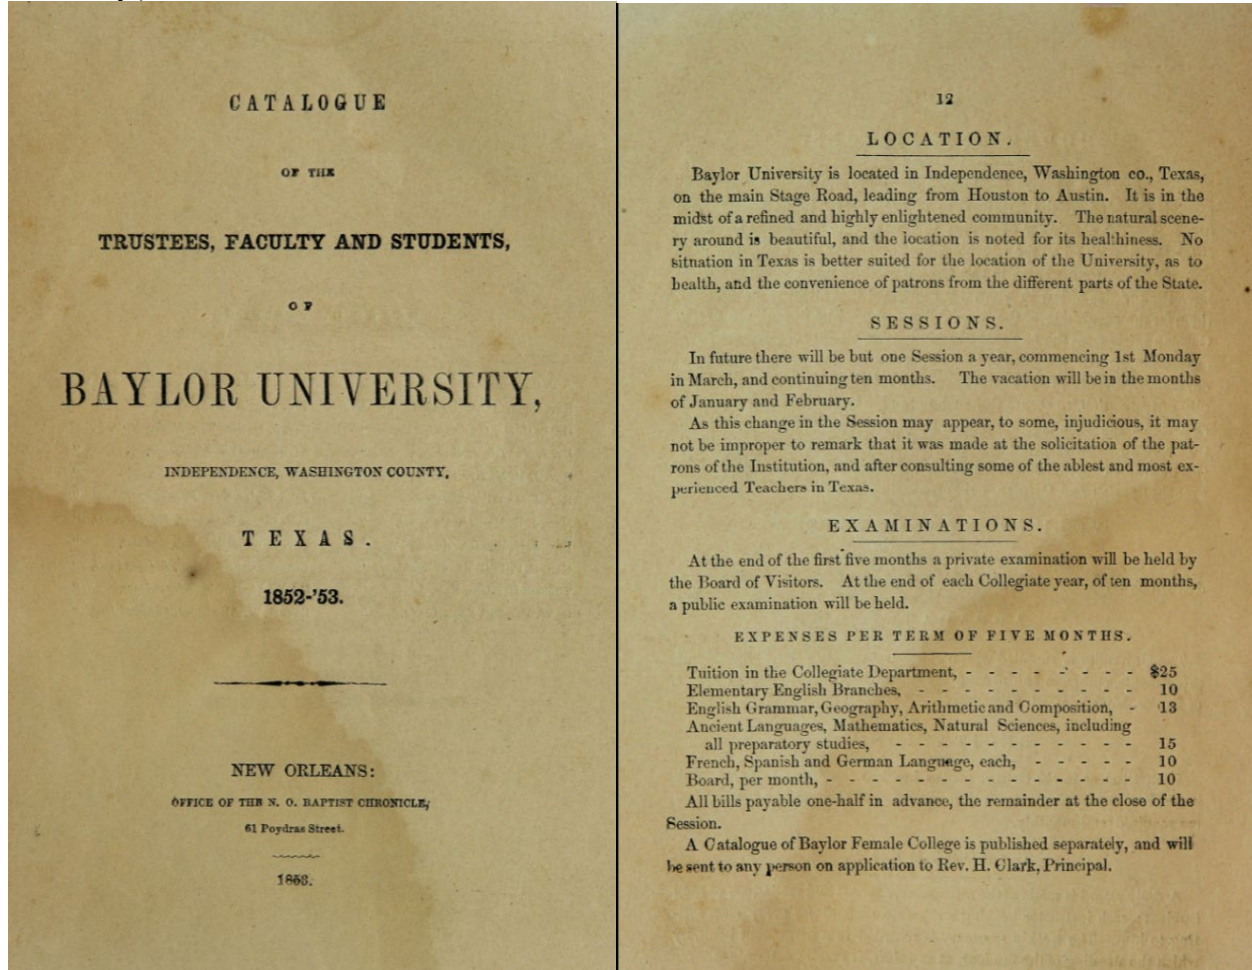 CATALOGUE
OF THE
TRUSTEES, FACULTY AND STUDENTS,
OF
BAYLOR UNIVERSITY,
INDEPENDENCE, WASHINGTON COUNTY,
TEXAS.
1852-'53.
NEW ORLEANS:
OFFICE OF THE N. O. BAPTIST CHRONICLE,
61 Poydras Street.
1853.
12
LOCATION.
Baylor University is located in Independence, Washington co., Texas,
on the main Stage Road, leading from Houston to Austin. It is in the
midst of a refined and highly enlightened community. The natural scene-
ry around is beautiful, and the location is noted for its healthiness. No
situation in Texas is better suited for the location of the University, as to
health, and the convenience of patrons from the different parts of the State.
SESSIONS.
In future there will be but one Session a year, commencing 1st Monday
in March, and continuing ten months. The vacation will be in the months
of January and February.
As this change in the Session may appear, to some, injudicious, it may
not be improper to remark that it was made at the solicitation of the pat-
rons of the Institution, and after consulting some of the ablest and most ex-
perienced Teachers in Texas.
EXAMINATIONS.
At the end of the first five months a private examination will be held by
the Board of Visitors. At the end of each Collegiate year, of ten months,
a public examination will be held.
EXPENSES PER TERM OF FIVE MONTHS.
Tuition in the Collegiate Department, - - - - - - - - $25
Elementary English Branches, - - - - - - - - - - 10
English Grammar, Geography, Arithmetic and Composition, - 13
Ancient Languages, Mathematics, Natural Sciences, including
all preparatory studies, - - - - - - - - - - - 15
French, Spanish and German Language, each, - - - - - 10
Board, per month, - - - - - - - - - - - - - - 10
All bills payable one-half in advance, the remainder at the close of the
Session.
A Catalogue of Baylor Female College is published separately, and will
be sent to any person on application to Rev. H. Clark, Principal.